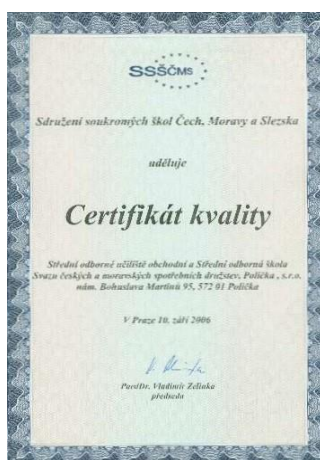 SSŠČMS
Sdružení soukromých škol Čech, Moravy a Slezska
uděluje
Certifikát kvality
Střední odborné učiliště obchodní a Střední odborná škola
Svazu českých a moravských spotřebních družstev, Polička , s.r.o.
nám. Bohuslava Martinů 95, 572 01 Polička
V Praze 10. září 2006
PaedDr. Vladimír Zelinka
předseda